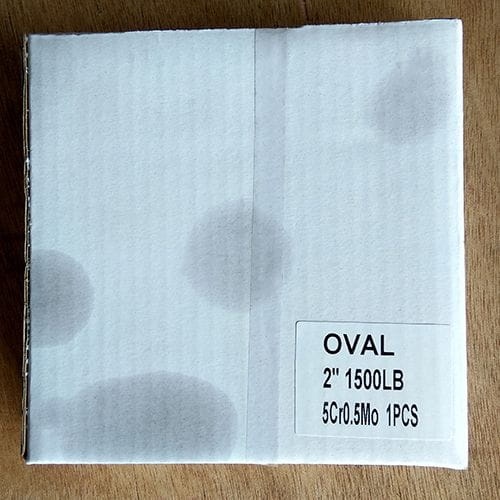 OVAL
2" 1500LB
5Cr0.5Mo 1PCS